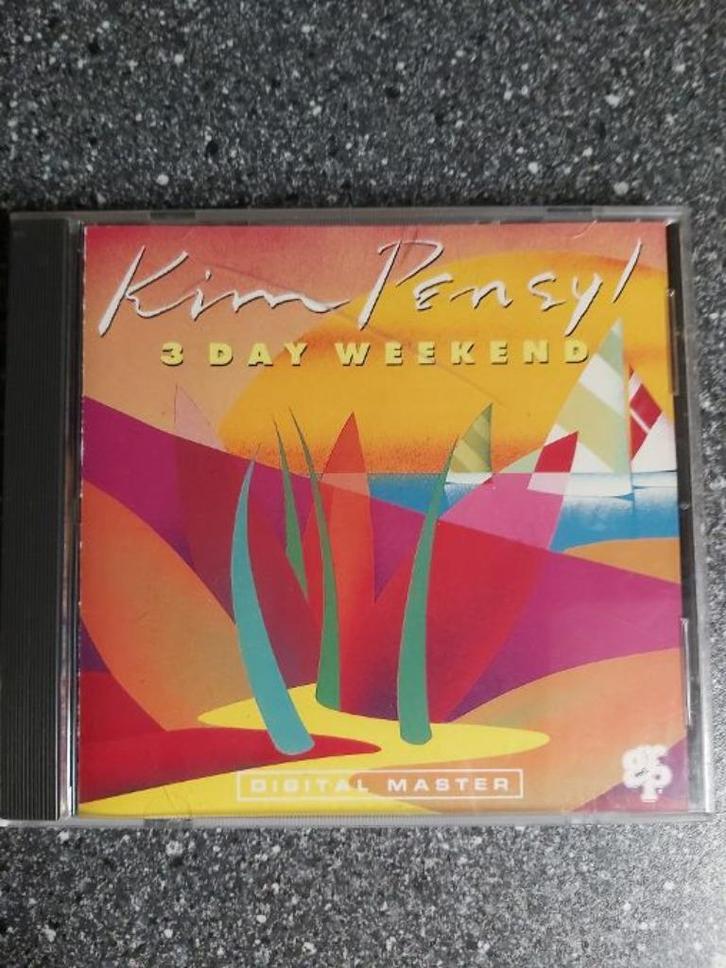 Kim Pensyl
3 DAY WEEKEND
DIGITAL MASTER
grp